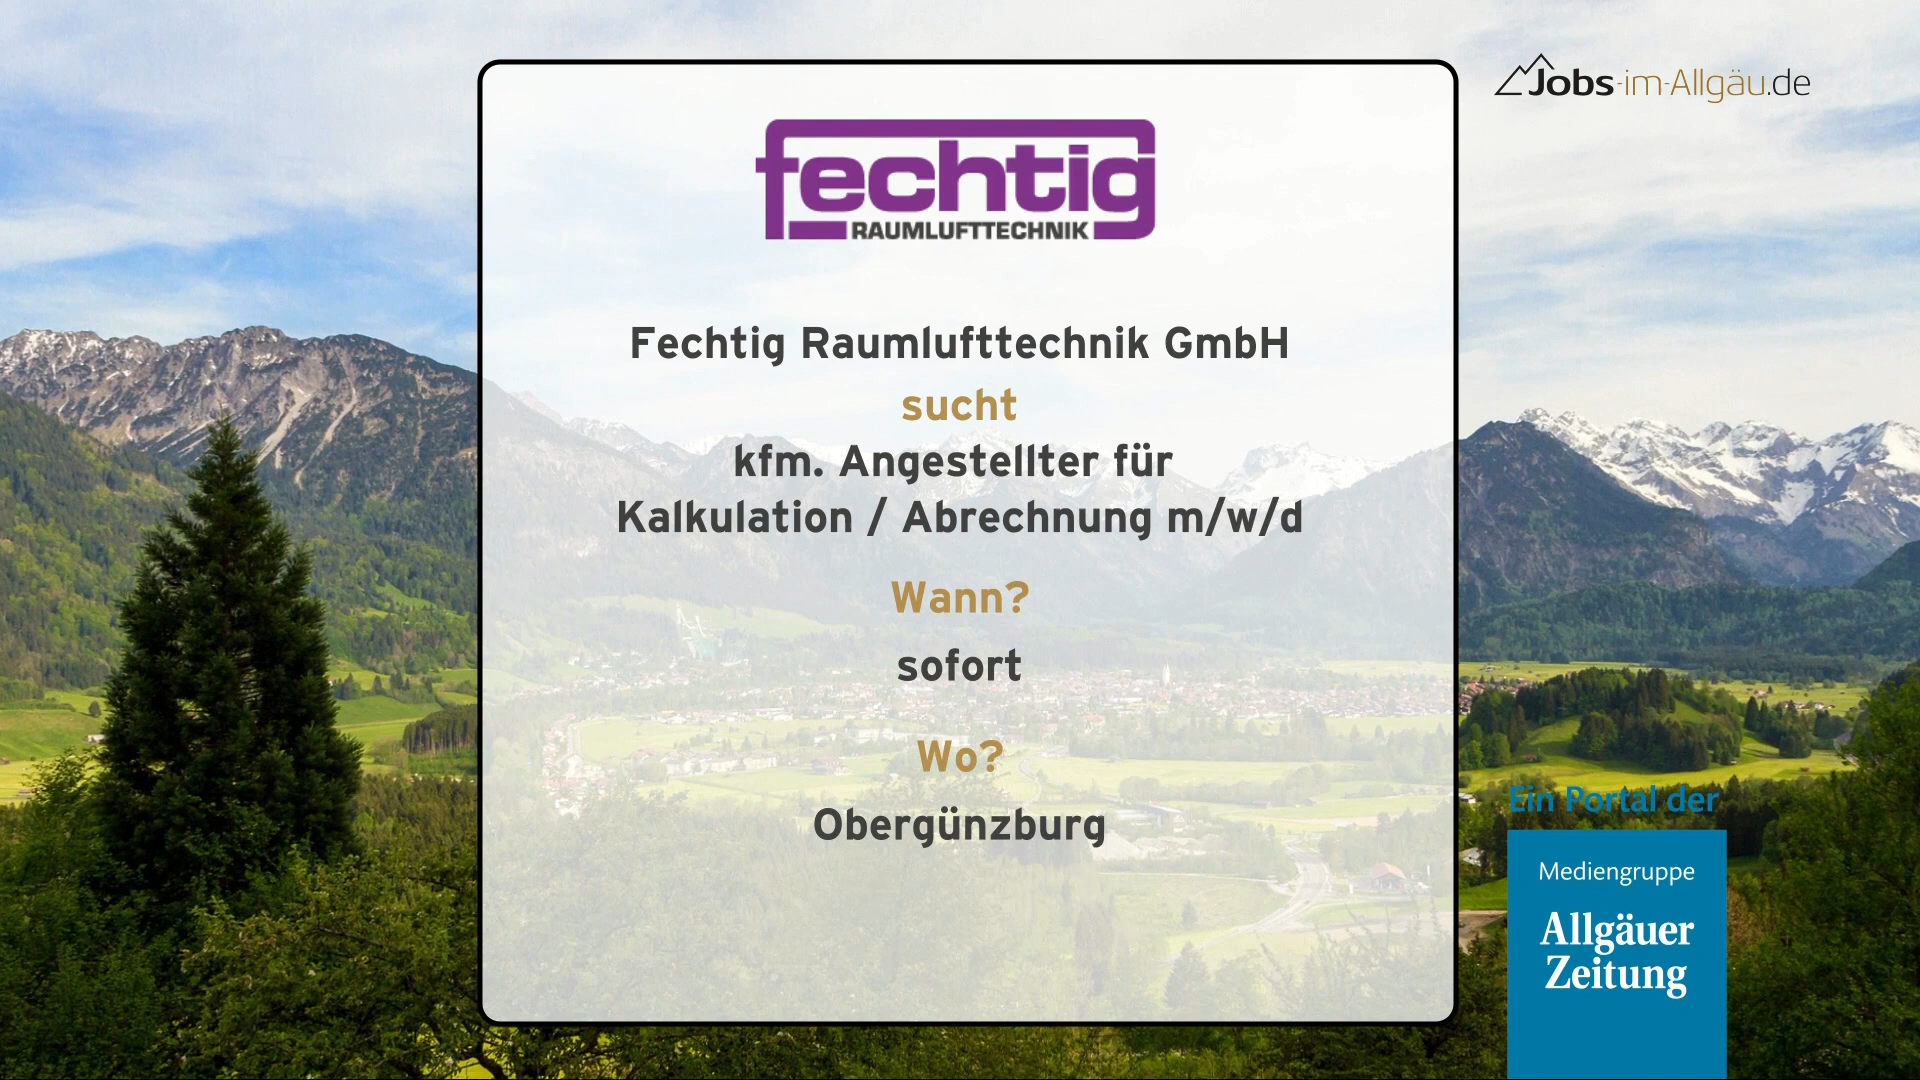 Jobs-im-Allgäu.de
fechtig
RAUMLUFTTECHNIK
Fechtig Raumlufttechnik GmbH
sucht
kfm. Angestellter für
Kalkulation / Abrechnung m/w/d
Wann?
sofort
Wo?
Obergünzburg
Ein Portal der
Mediengruppe
Allgäuer
Zeitung